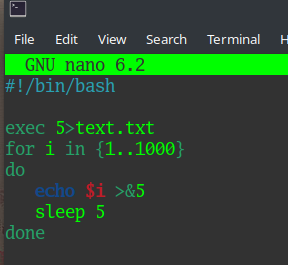 File Edit View Search Terminal H
GNU nano 6.2
#!/bin/bash
exec 5>text.txt
for i in {1..1000}
do
echo $i >&5
sleep 5
done